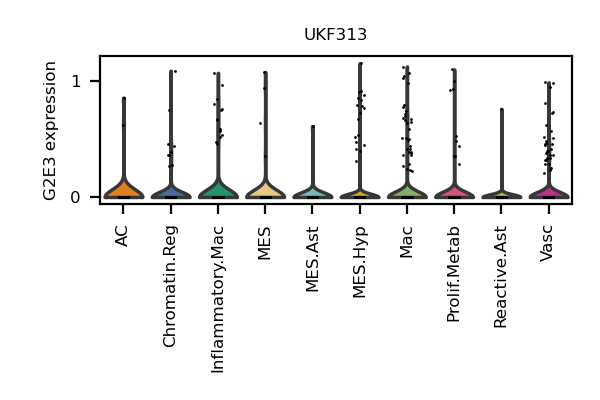 UKF313
G2E3 expression
1
0
AC
Chromatin.Reg
Inflammatory.Mac
MES
MES.Ast
MES.Hyp
Mac
Prolif.Metab
Reactive.Ast
Vasc